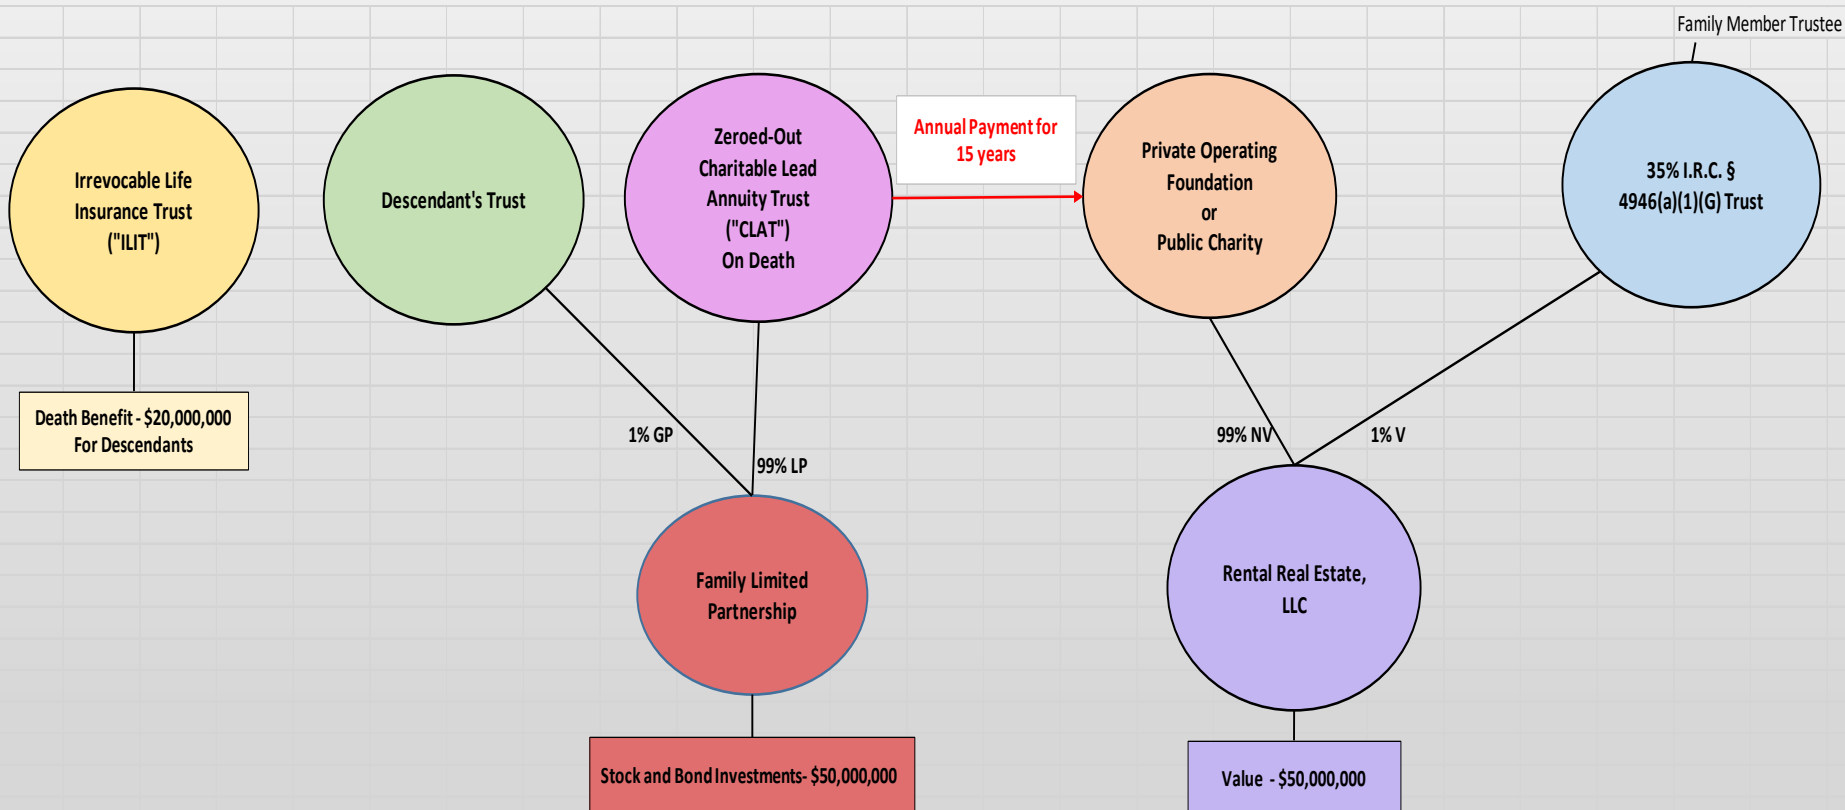 Family Member Trustee
Irrevocable Life
Insurance Trust
("ILIT")
Descendant's Trust
Zeroed-Out
Charitable Lead
Annuity Trust
("CLAT")
On Death
Annual Payment for
15 years
Private Operating
Foundation
or
Public Charity
35% I.R.C. §
4946(a)(1)(G) Trust
Death Benefit - $20,000,000
For Descendants
1% GP
99% LP
99% NV
1% V
Family Limited
Partnership
Rental Real Estate,
LLC
Stock and Bond Investments- $50,000,000
Value - $50,000,000